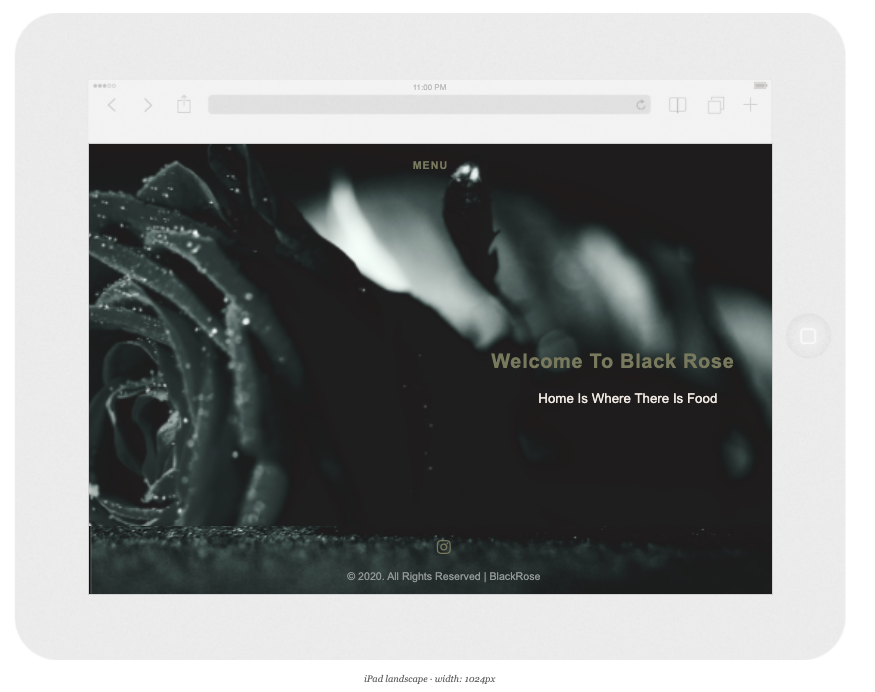 11:00 PM
MENU
Welcome To Black Rose
Home Is Where There Is Food
© 2020. All Rights Reserved | BlackRose
iPad landscape · width: 1024px